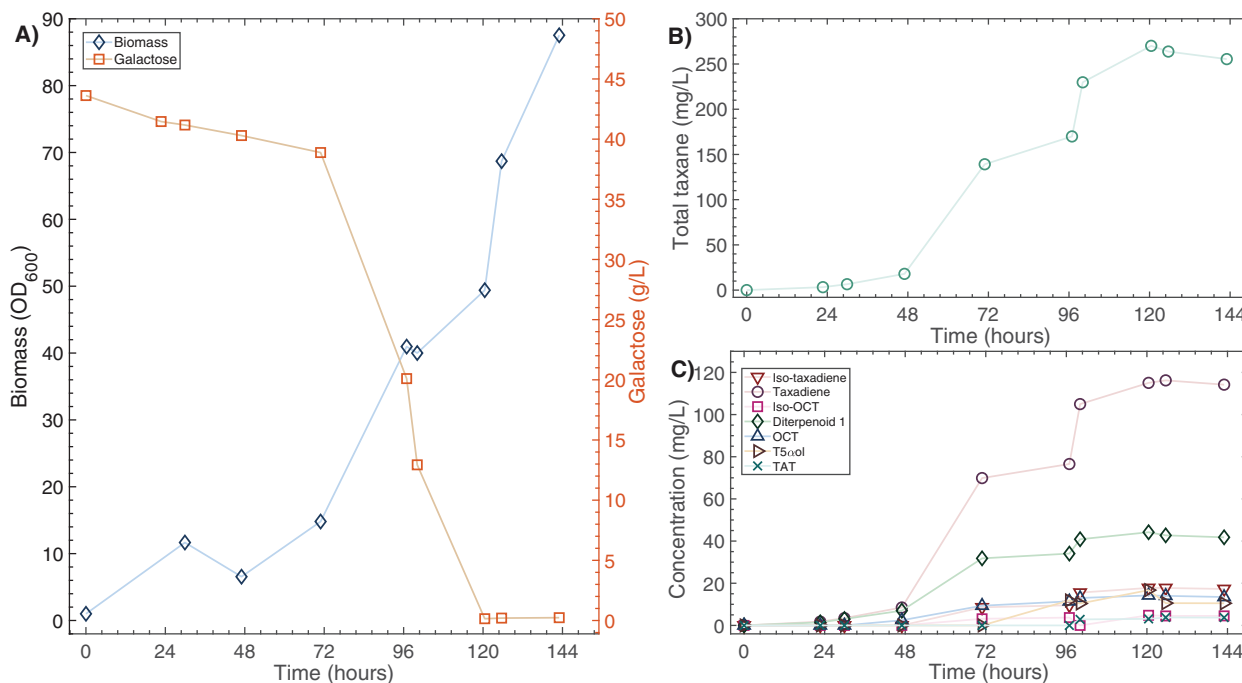 A)
Biomass
Galactose
90
80
70
60
50
40
30
20
10
0
Biomass (OD600)
50
45
40
35
30
25
20
15
10
5
0
Galactose (g/L)
0 24 48 72 96 120 144
Time (hours)
B)
300
250
200
150
100
50
0
Total taxane (mg/L)
0 24 48 72 96 120 144
Time (hours)
C)
Iso-taxadiene
Taxadiene
Iso-OCT
Diterpenoid 1
OCT
T5αol
TAT
120
100
80
60
40
20
0
Concentration (mg/L)
0 24 48 72 96 120 144
Time (hours)